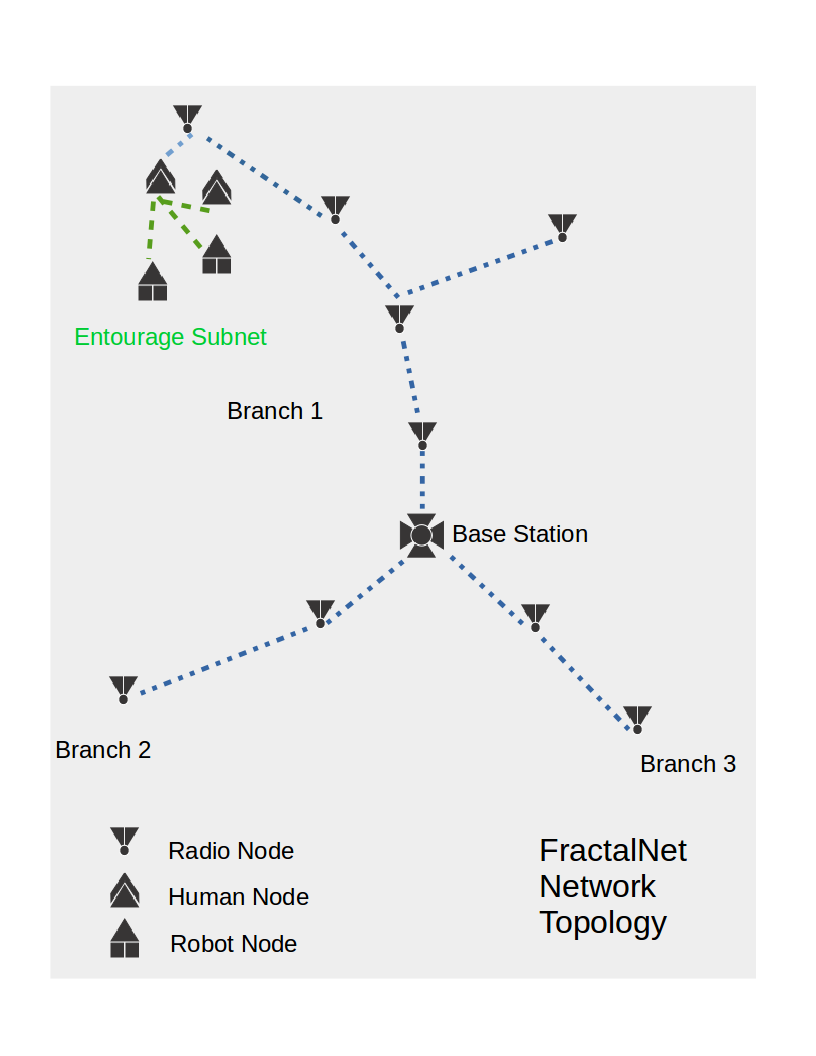 Entourage Subnet
Branch 1
Base Station
Branch 2
Branch 3
Radio Node
Human Node
Robot Node
FractalNet
Network
Topology